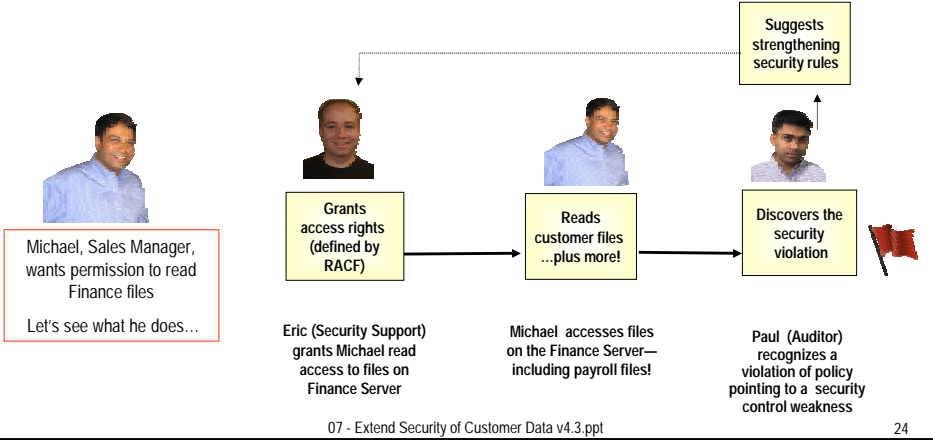 Suggests
strengthening
security rules
Michael, Sales Manager,
wants permission to read
Finance files
Let's see what he does…
Grants
access rights
(defined by
RACF)
Reads
customer files
…plus more!
Discovers the
security
violation
Eric (Security Support)
grants Michael read
access to files on
Finance Server
Michael accesses files
on the Finance Server—
including payroll files!
Paul (Auditor)
recognizes a
violation of policy
pointing to a security
control weakness
07 - Extend Security of Customer Data v4.3.ppt
24